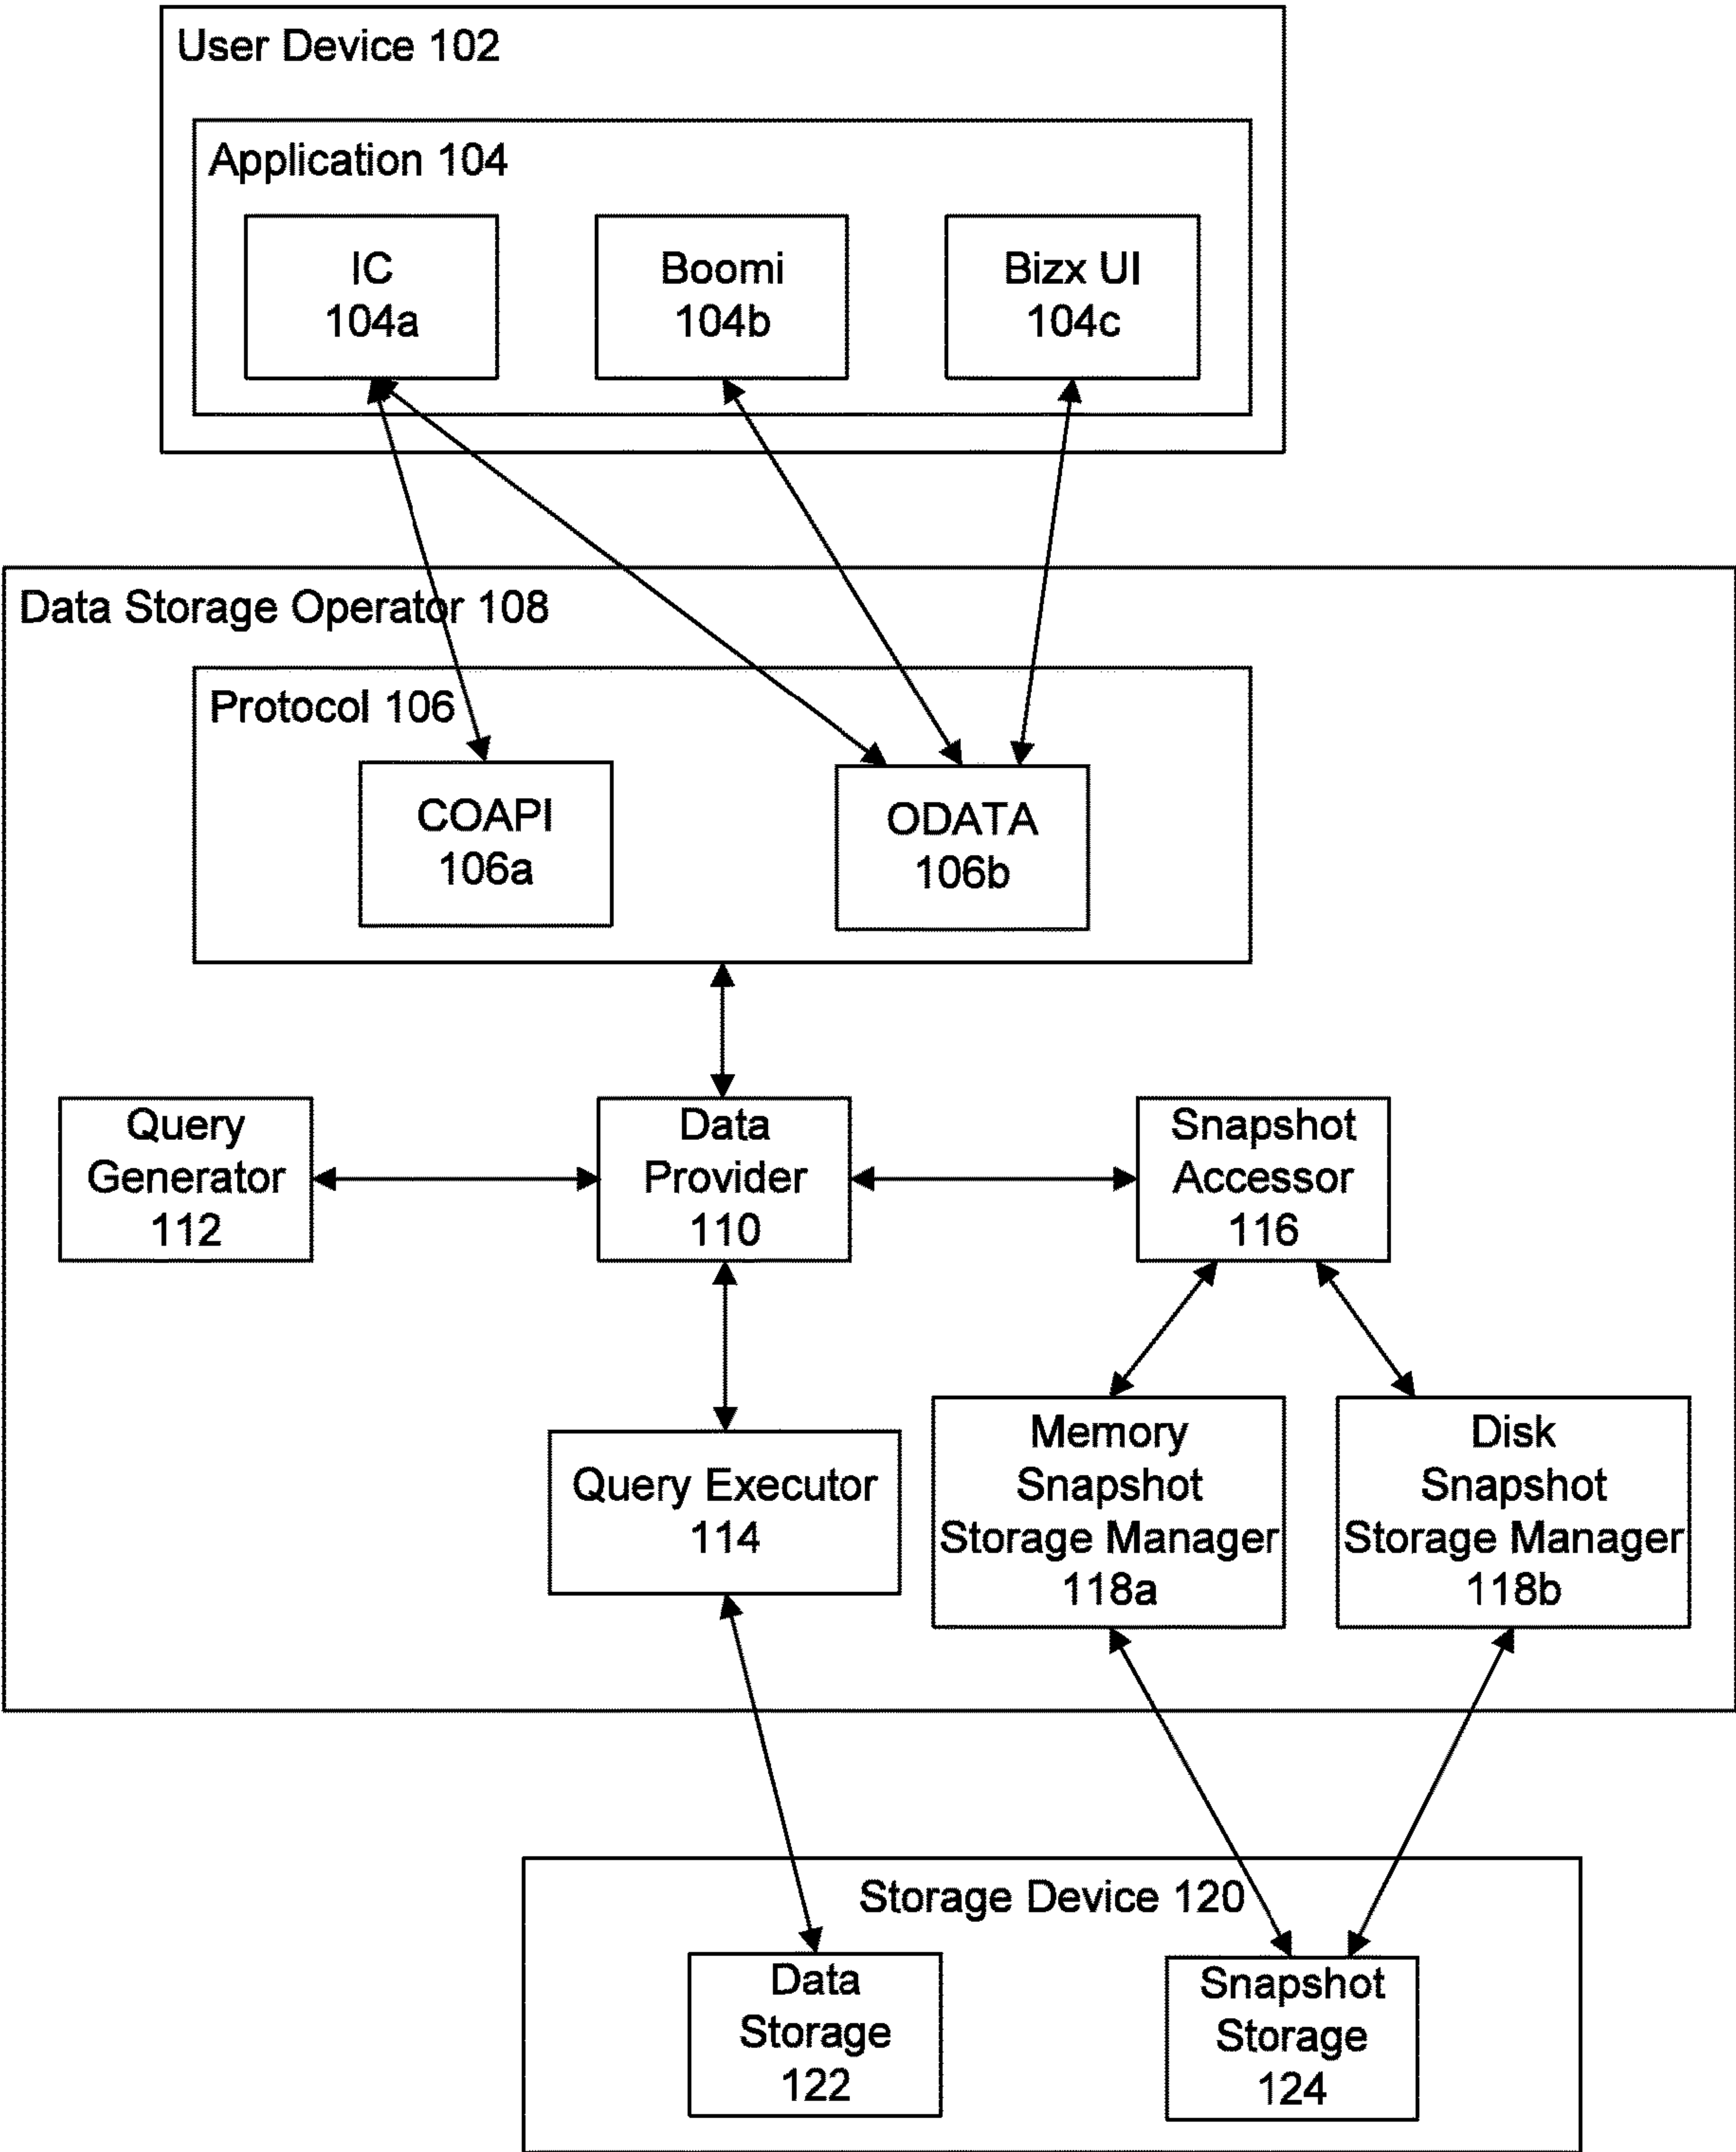 User Device 102
Application 104
IC
104a
Boomi
104b
Bizx UI
104c
Data Storage Operator 108
Protocol 106
COAPI
106a
ODATA
106b
Query
Generator
112
Data
Provider
110
Snapshot
Accessor
116
Query Executor
114
Memory
Snapshot
Storage Manager
118a
Disk
Snapshot
Storage Manager
118b
Storage Device 120
Data
Storage
122
Snapshot
Storage
124